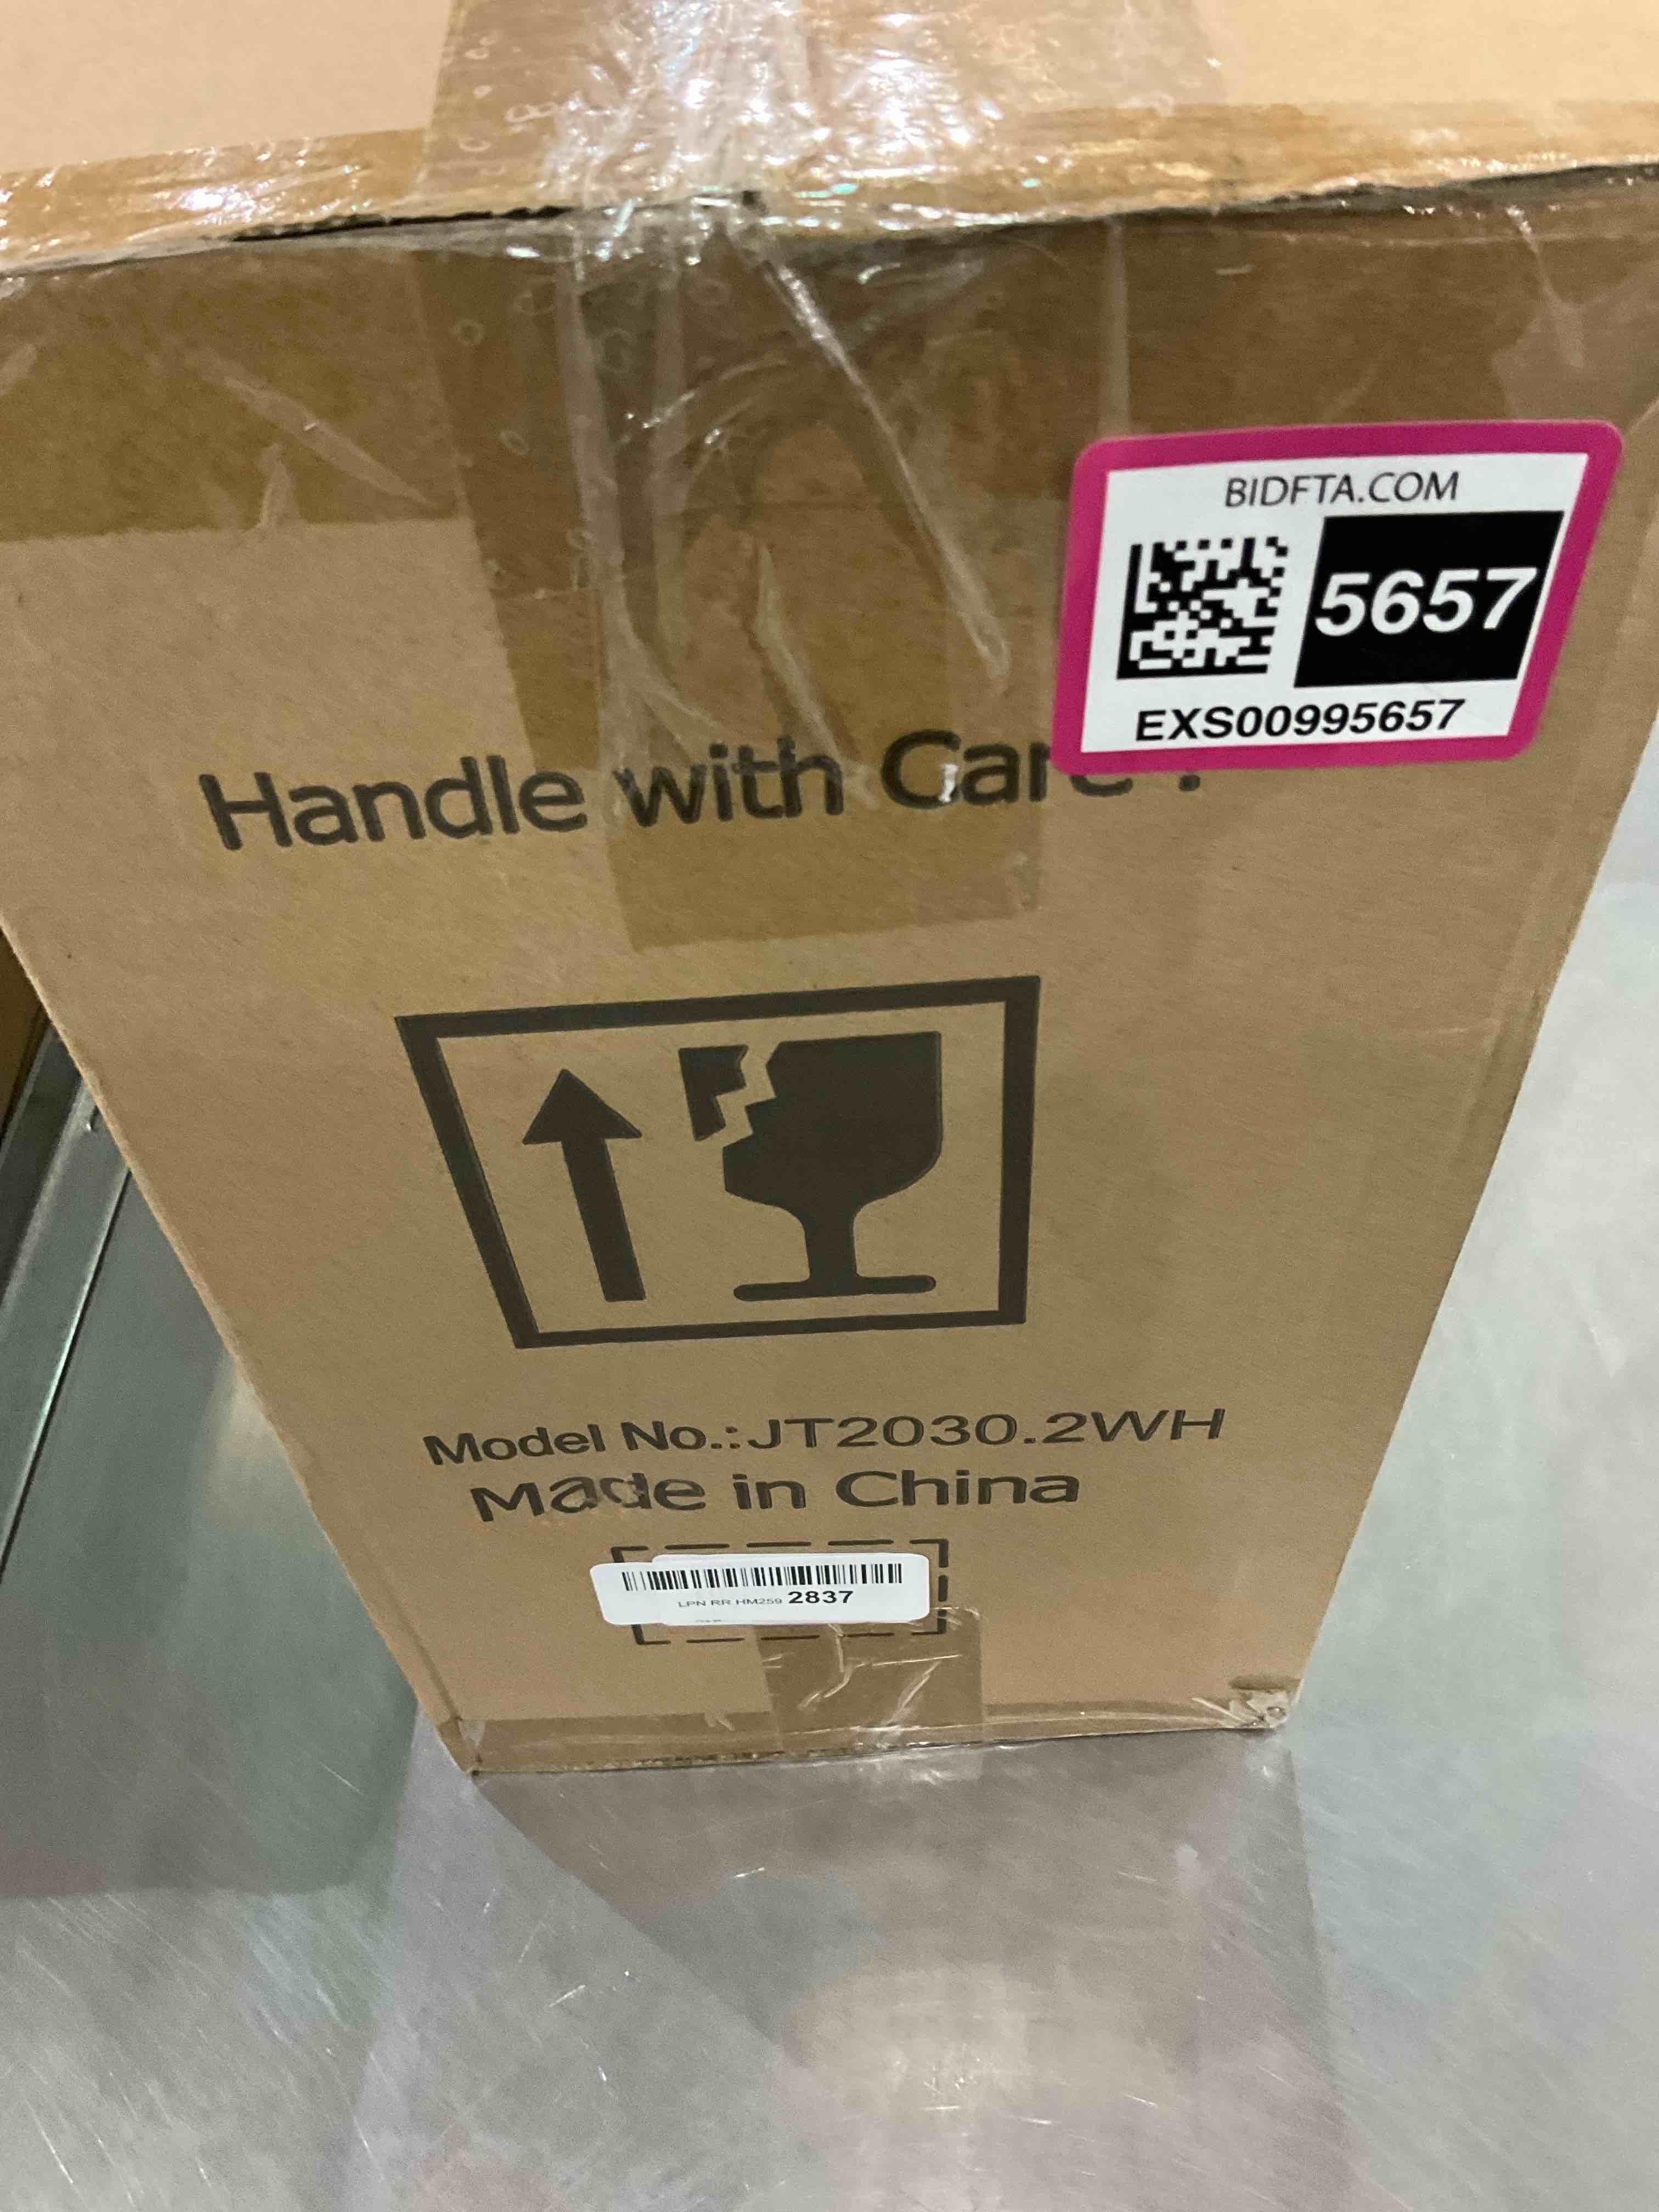 BIDFTA.COM
5657
EXS00995657
Handle with Care !
Model No.:JT2030.2WH
Made in China
LPN RR HM259 2837